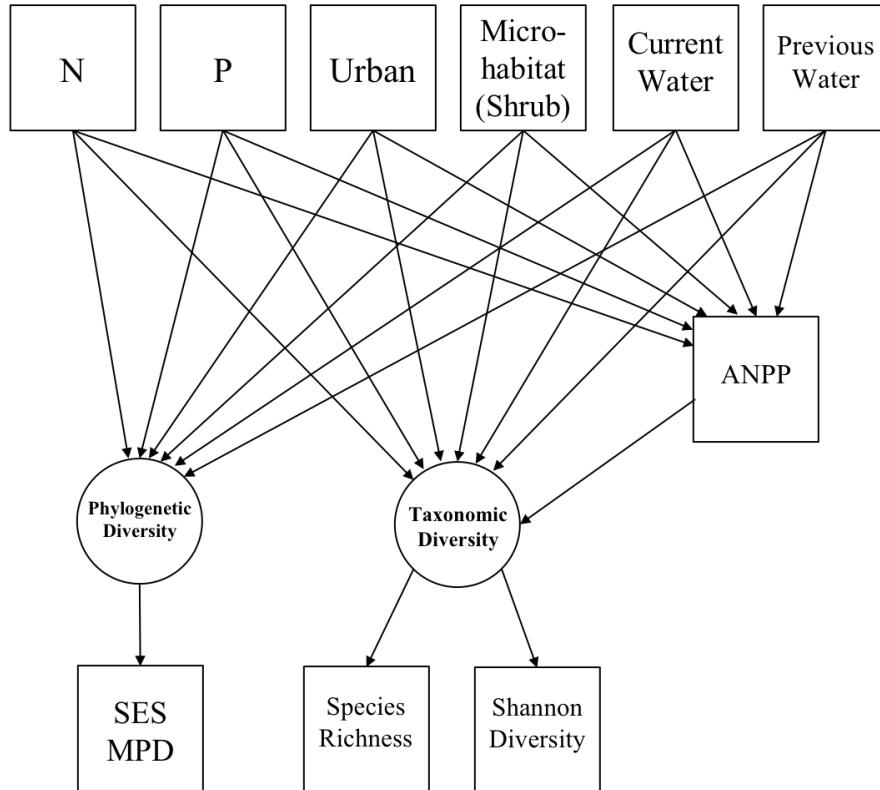 N
P
Urban
Micro-
habitat
(Shrub)
Current
Water
Previous
Water
ANPP
Phylogenetic
Diversity
Taxonomic
Diversity
SES
MPD
Species
Richness
Shannon
Diversity